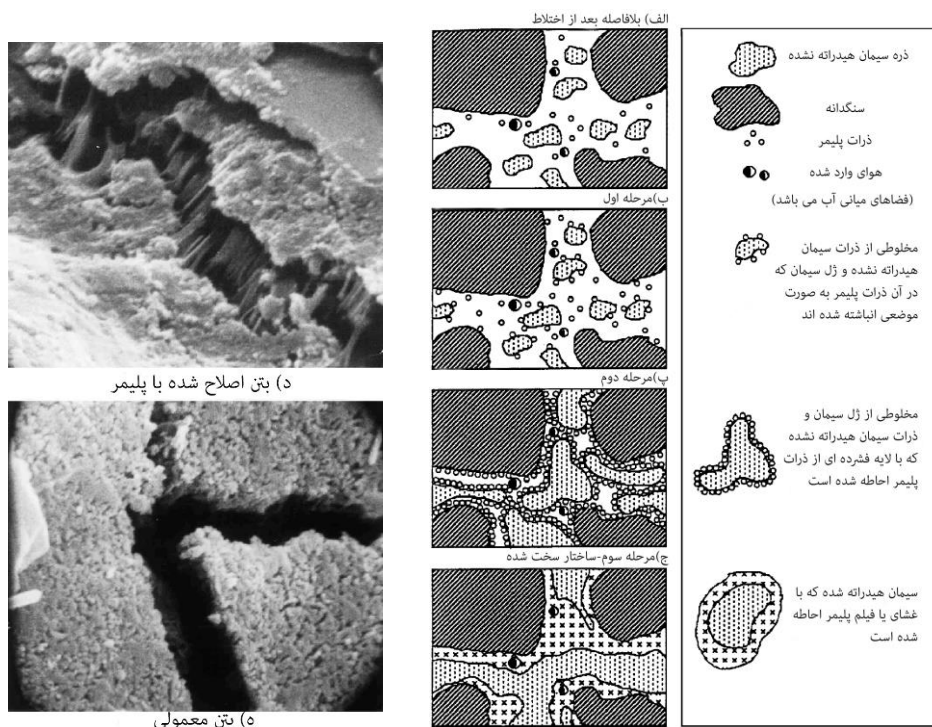 الف) بلافاصله بعد از اختلاط
ب)مرحله اول
پ)مرحله دوم
ج)مرحله سوم-ساختار سخت شده
ذره سیمان هیدراته نشده
سنگدانه
ذرات پلیمر
هوای وارد شده
(فضاهای میانی آب می باشد)
مخلوطی از ذرات سیمان
هیدراته نشده و ژل سیمان که
در آن ذرات پلیمر به صورت
موضعی انباشته شده اند
مخلوطی از ژل سیمان و
ذرات سیمان هیدراته نشده
که با لایه فشرده ای از ذرات
پلیمر احاطه شده است
سیمان هیدراته شده که با
غشای یا فیلم پلیمر احاطه
شده است
د) بتن اصلاح شده با پلیمر
ه) بتن معمولی